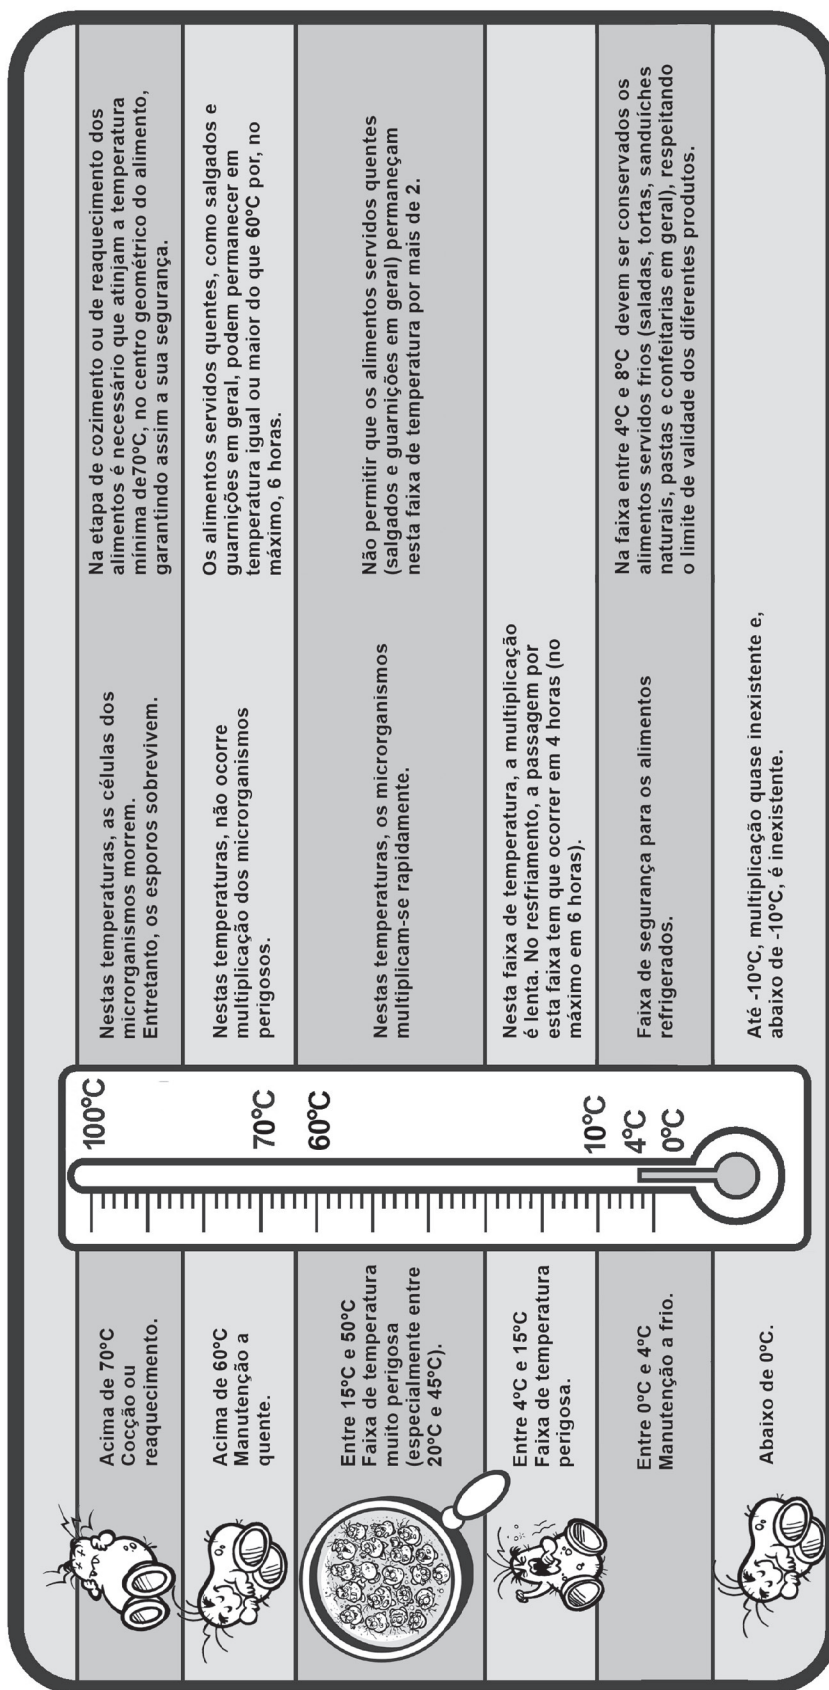 Acima de 70ºC
Cocção ou
reaquecimento.
100ºC
Nestas temperaturas, as células dos
microrganismos morrem.
Entretanto, os esporos sobrevivem.
Na etapa de cozimento ou de reaquecimento dos
alimentos é necessário que atinjam a temperatura
mínima de70ºC, no centro geométrico do alimento,
garantindo assim a sua segurança.
Acima de 60ºC
Manutenção a
quente.
70ºC
Nestas temperaturas, não ocorre
multiplicação dos microrganismos
perigosos.
Os alimentos servidos quentes, como salgados e
guarnições em geral, podem permanecer em
temperatura igual ou maior do que 60ºC por, no
máximo, 6 horas.
Entre 15ºC e 50ºC
Faixa de temperatura
muito perigosa
(especialmente entre
20ºC e 45ºC).
60ºC
Nestas temperaturas, os microrganismos
multiplicam-se rapidamente.
Não permitir que os alimentos servidos quentes
(salgados e guarnições em geral) permaneçam
nesta faixa de temperatura por mais de 2.
Entre 4ºC e 15ºC
Faixa de temperatura
perigosa.
10ºC
Nesta faixa de temperatura, a multiplicação
é lenta. No resfriamento, a passagem por
esta faixa tem que ocorrer em 4 horas (no
máximo em 6 horas).
Entre 0ºC e 4ºC
Manutenção a frio.
4ºC
0ºC
Faixa de segurança para os alimentos
refrigerados.
Na faixa entre 4ºC e 8ºC devem ser conservados os
alimentos servidos frios (saladas, tortas, sanduíches
naturais, pastas e confeitarias em geral), respeitando
o limite de validade dos diferentes produtos.
Abaixo de 0ºC.
Até -10ºC, multiplicação quase inexistente e,
abaixo de -10ºC, é inexistente.